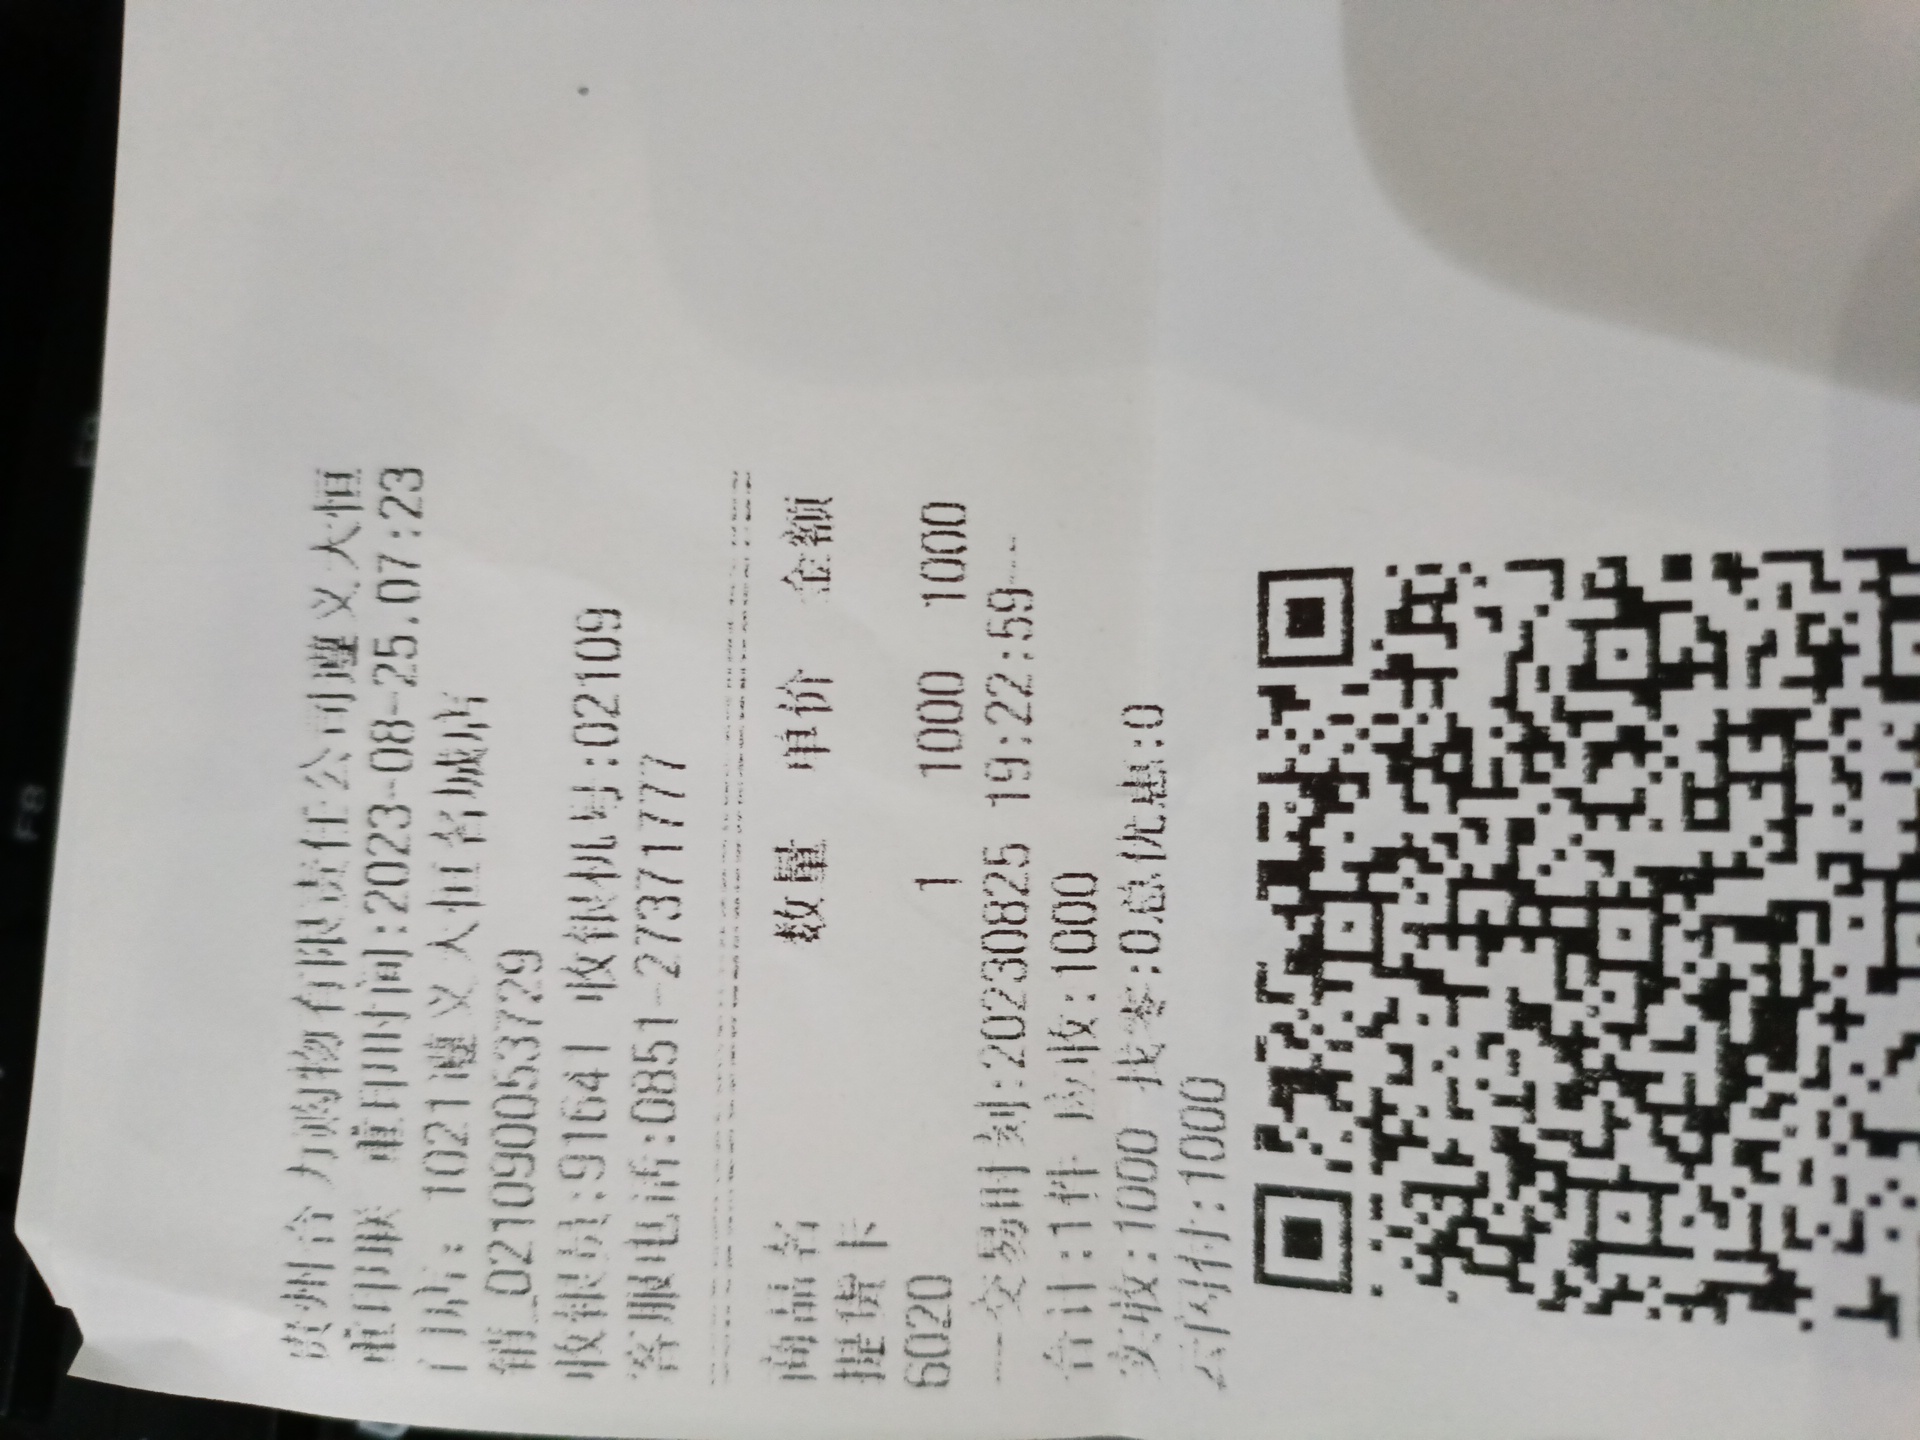 贵州合力购物有限责任公司遵义大恒
重印联 重印时间:2023-08-25.07:23
门店: 1021遵义大恒名城店
销_021090053729
收银员:91641 收银机号:02109
客服电话:0851-27371777
商品名 数量 单价 金额
提货卡
6020 1 1000 1000
一交易时刻:20230825 19:22:59--
合计:1件 应收:1000
实收:1000 找零:0总优惠:0
云闪付:1000
F8